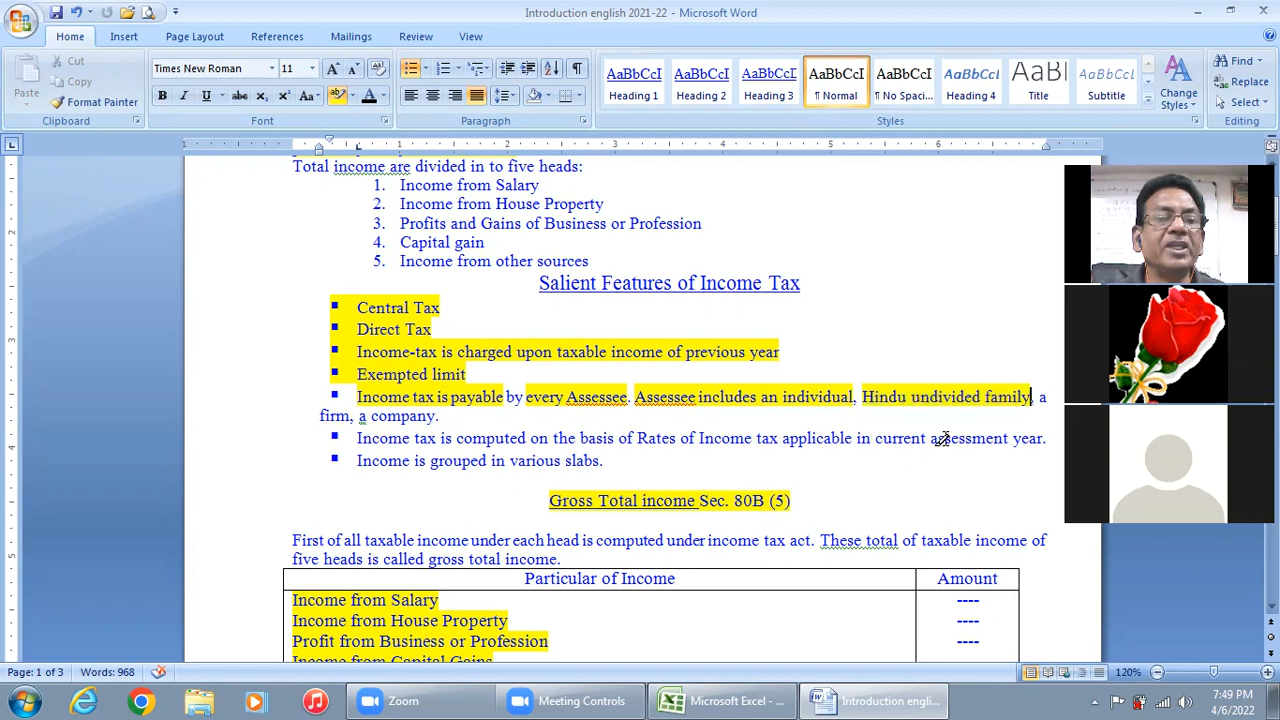 Introduction english 2021-22 - Microsoft Word
Home Insert Page Layout References Mailings Review View
Cut
Copy
Format Painter
Paste
Clipboard
Times New Roman 11
Font
Paragraph
AaBbCcI AaBbCcI AaBbCcI AaBbCcI AaBbCcI AaBbCcI AaBbCcI AaBbCcI
Heading 1 Heading 2 Heading 3 ¶ Normal ¶ No Spaci... Heading 4 Title Subtitle
Change Styles
Styles
Find
Replace
Select
Editing
Total income are divided in to five heads:
1. Income from Salary
2. Income from House Property
3. Profits and Gains of Business or Profession
4. Capital gain
5. Income from other sources
Salient Features of Income Tax
▪ Central Tax
▪ Direct Tax
▪ Income-tax is charged upon taxable income of previous year
▪ Exempted limit
▪ Income tax is payable by every Assessee. Assessee includes an individual, Hindu undivided family, a
firm, a company.
▪ Income tax is computed on the basis of Rates of Income tax applicable in current assessment year.
▪ Income is grouped in various slabs.
Gross Total income Sec. 80B (5)
First of all taxable income under each head is computed under income tax act. These total of taxable income of
five heads is called gross total income.
Particular of Income Amount
Income from Salary ----
Income from House Property ----
Profit from Business or Profession ----
Income from Capital Gains
Page: 1 of 3 Words: 968 120%
Zoom Meeting Controls Microsoft Excel - ... Introduction englis...
7:49 PM
4/6/2022